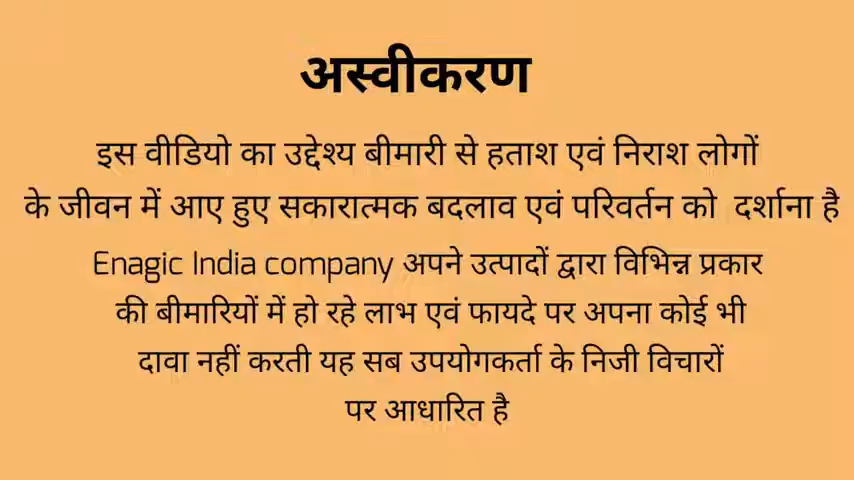 अस्वीकरण
इस वीडियो का उद्देश्य बीमारी से हताश एवं निराश लोगों
के जीवन में आए हुए सकारात्मक बदलाव एवं परिवर्तन को दर्शाना है
Enagic India company अपने उत्पादों द्वारा विभिन्न प्रकार
की बीमारियों में हो रहे लाभ एवं फायदे पर अपना कोई भी
दावा नहीं करती यह सब उपयोगकर्ता के निजी विचारों
पर आधारित है